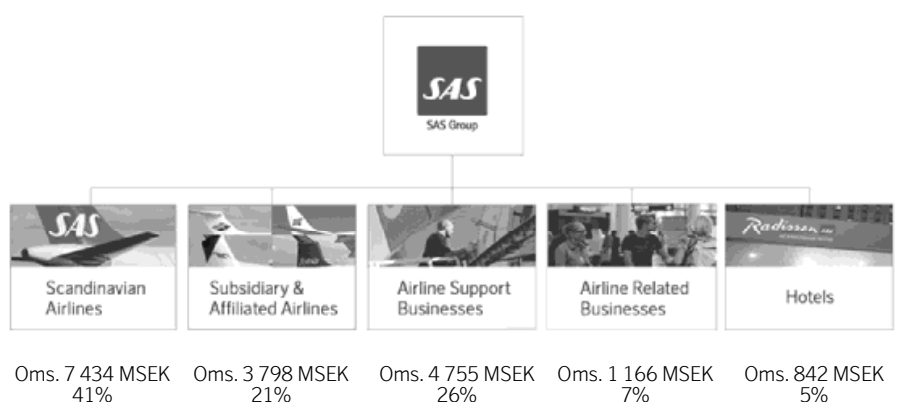 SAS
SAS Group
SAS
Radisson SAS
Scandinavian
Airlines
Subsidiary &
Affiliated Airlines
Airline Support
Businesses
Airline Related
Businesses
Hotels
Oms. 7 434 MSEK
41%
Oms. 3 798 MSEK
21%
Oms. 4 755 MSEK
26%
Oms. 1 166 MSEK
7%
Oms. 842 MSEK
5%